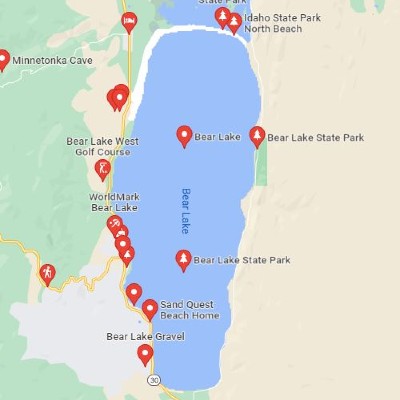 State Park
Idaho State Park
North Beach
Minnetonka Cave
Bear Lake
Bear Lake State Park
Bear Lake West
Golf Course
WorldMark
Bear Lake
Bear Lake
Bear Lake State Park
Sand Quest
Beach Home
Bear Lake Gravel
30